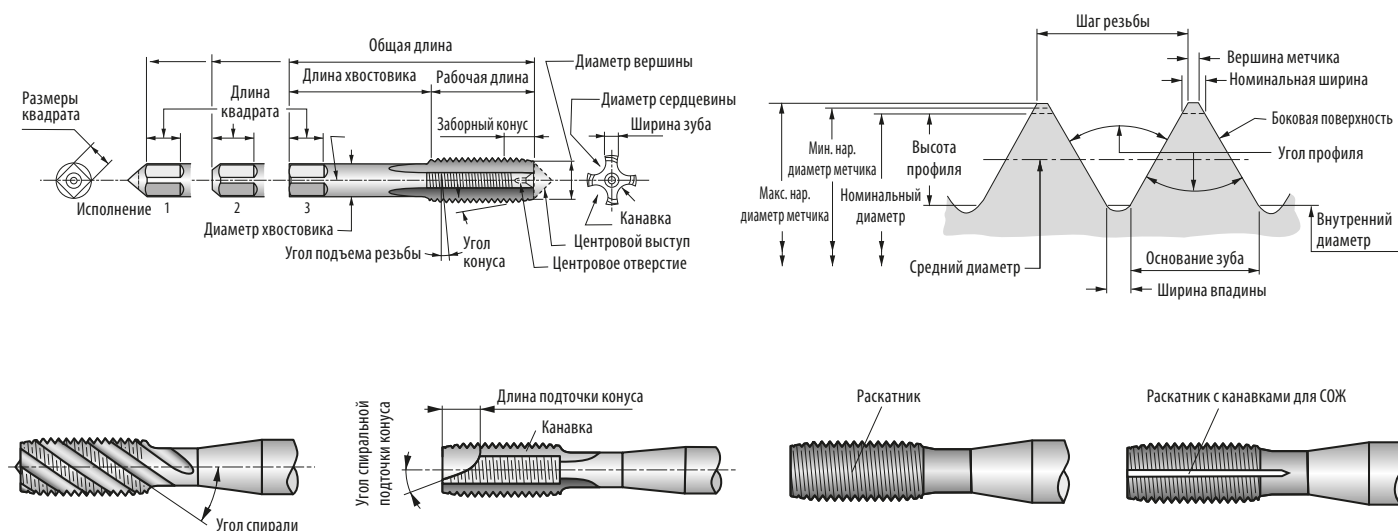 Общая длина
Длина хвостовика
Рабочая длина
Диаметр вершины
Размеры
квадрата
Длина
квадрата
Заборный конус
Диаметр сердцевины
Ширина зуба
Исполнение
1
2
3
Диаметр хвостовика
Угол подъема резьбы
Угол
конуса
Канавка
Центровой выступ
Центровое отверстие
Шаг резьбы
Вершина метчика
Номинальная ширина
Боковая поверхность
Угол профиля
Мин. нар.
диаметр метчика
Макс. нар.
диаметр метчика
Высота
профиля
Номинальный
диаметр
Внутренний
диаметр
Средний диаметр
Основание зуба
Ширина впадины
Угол спирали
Угол спиральной
подточки конуса
Длина подточки конуса
Канавка
Раскатник
Раскатник с канавками для СОЖ